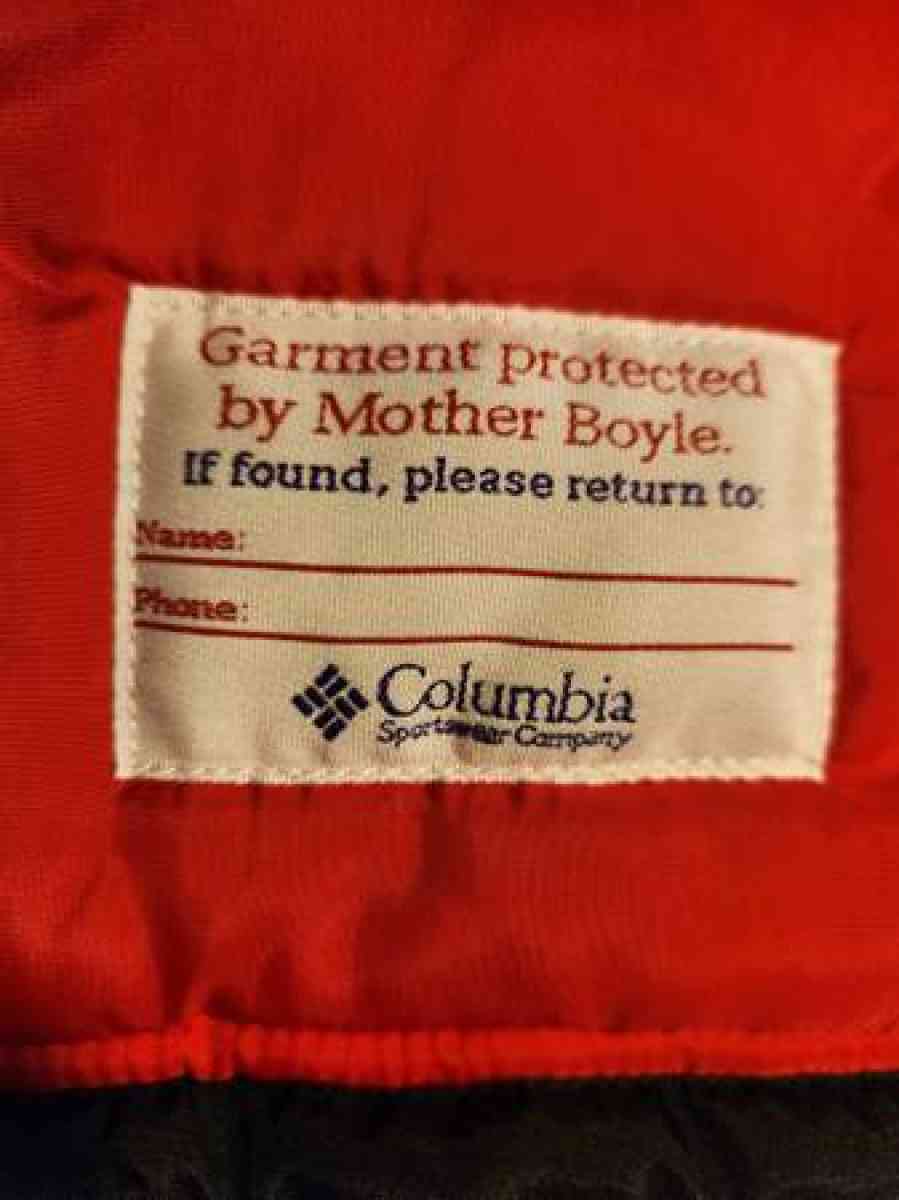 Garment protected
by Mother Boyle.
If found, please return to:
Name:
Phone:
Columbia
Sportswear Company